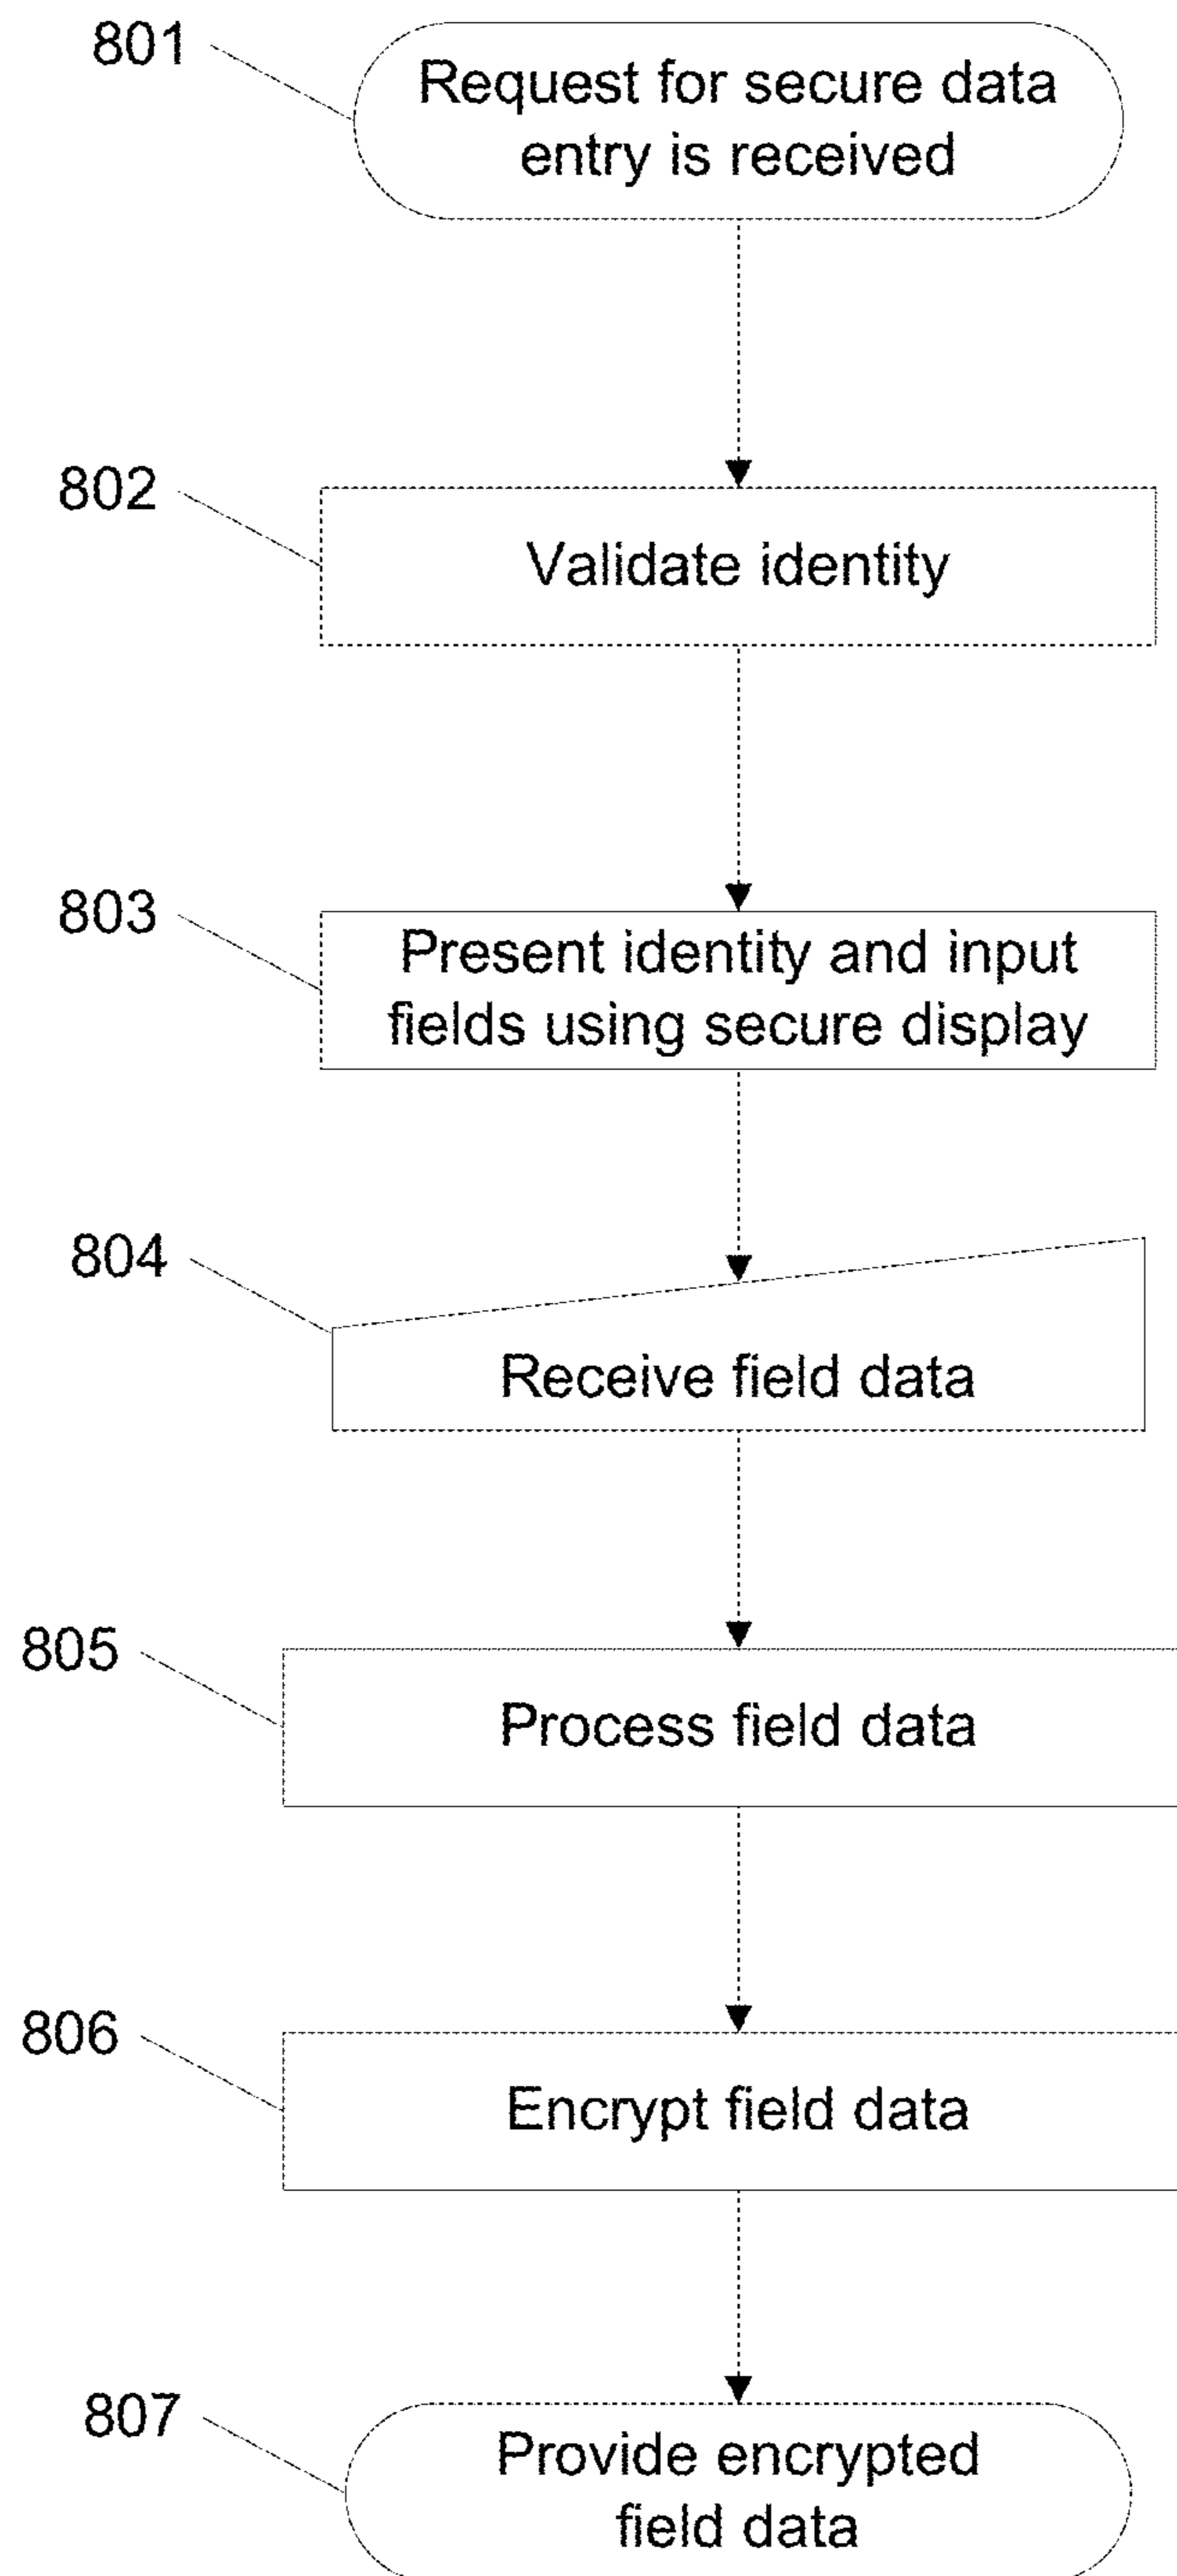 801
Request for secure data
entry is received
802
Validate identity
803
Present identity and input
fields using secure display
804
Receive field data
805
Process field data
806
Encrypt field data
807
Provide encrypted
field data